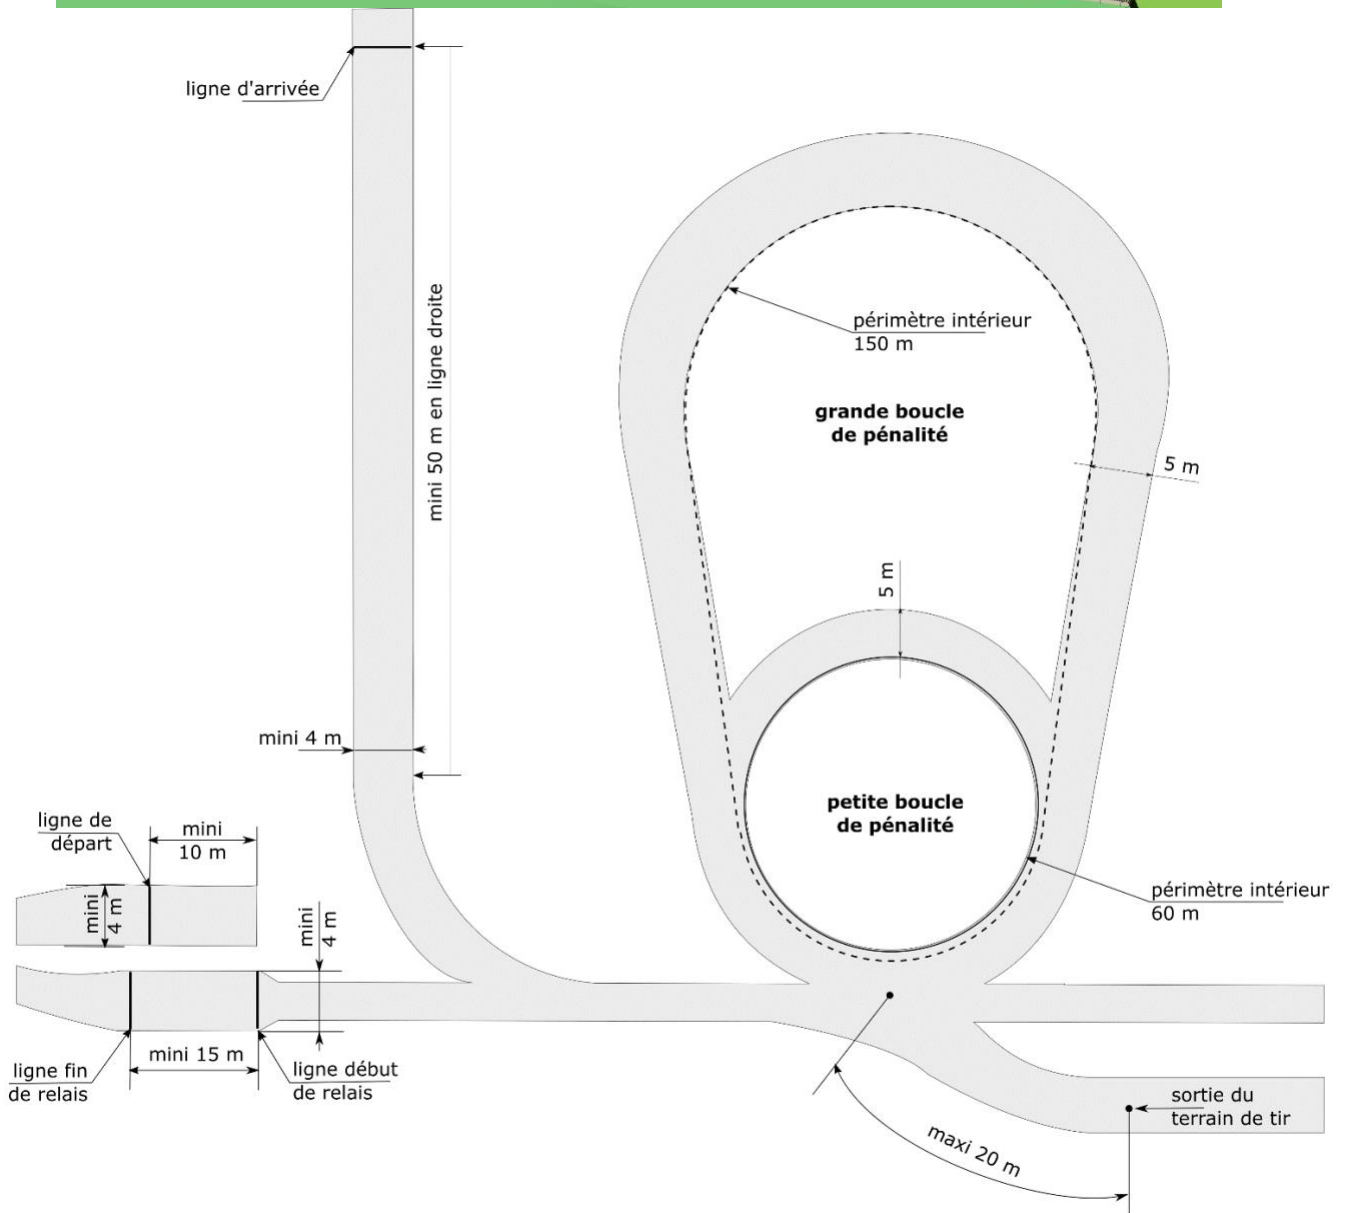 ligne d'arrivée
mini 50 m en ligne droite
périmètre intérieur
150 m
grande boucle
de pénalité
5 m
5 m
mini 4 m
petite boucle
de pénalité
ligne de
départ
mini
10 m
mini
4 m
mini
4 m
périmètre intérieur
60 m
mini 15 m
ligne fin
de relais
ligne début
de relais
sortie du
terrain de tir
maxi 20 m